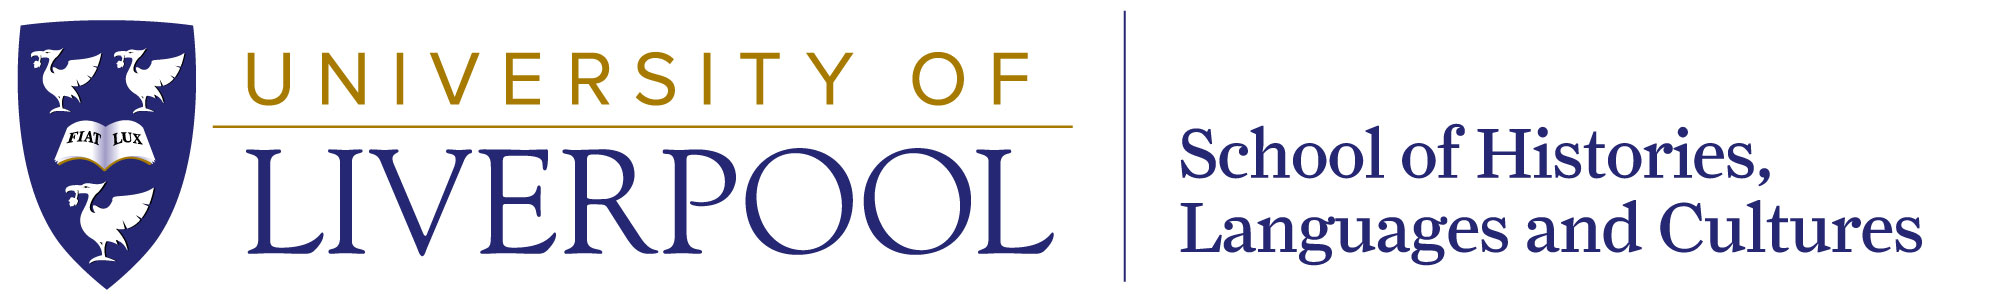 FIAT LUX
UNIVERSITY OF
LIVERPOOL
School of Histories,
Languages and Cultures